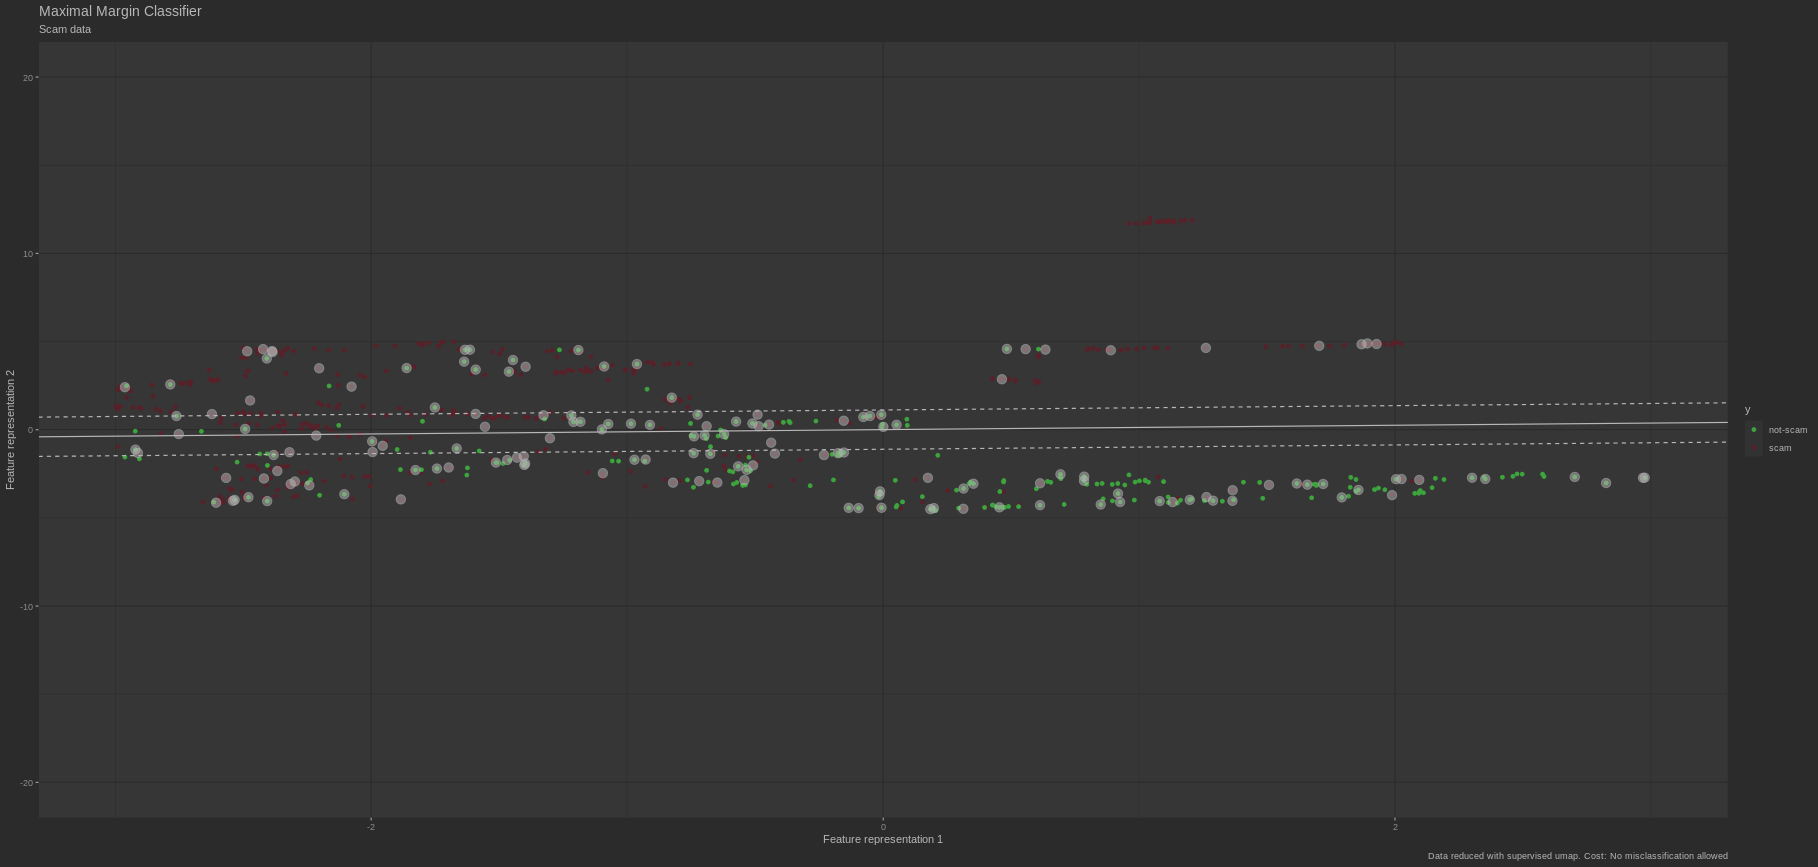 Maximal Margin Classifier
Scam data
20
10
0
-10
-20
Feature representation 2
-2
0
2
Feature representation 1
y
not-scam
scam
Data reduced with supervised umap. Cost: No misclassification allowed